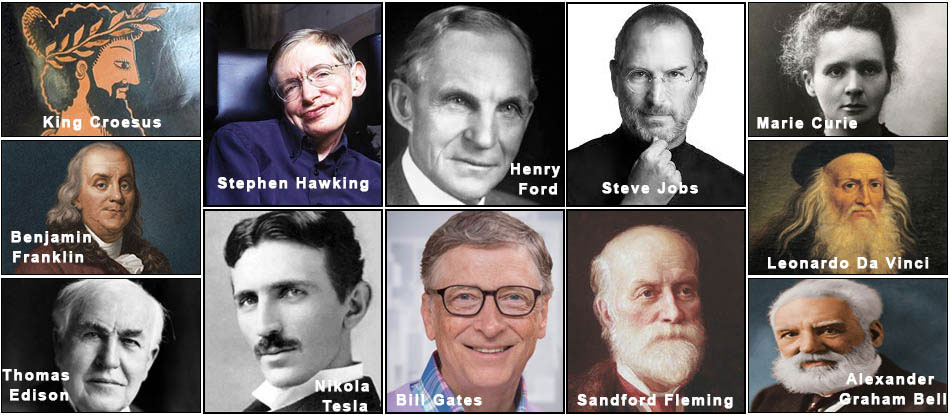 King Croesus
Stephen Hawking
Henry
Ford
Steve Jobs
Marie Curie
Benjamin
Franklin
Leonardo Da Vinci
Thomas
Edison
Nikola
Tesla
Bill Gates
Sandford Fleming
Alexander
Graham Bell